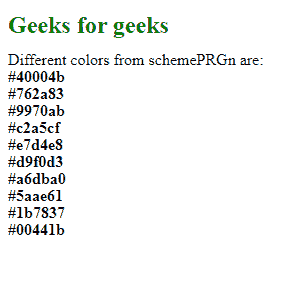 Geeks for geeks
Different colors from schemePRGn are:
#40004b
#762a83
#9970ab
#c2a5cf
#e7d4e8
#d9f0d3
#a6dba0
#5aae61
#1b7837
#00441b